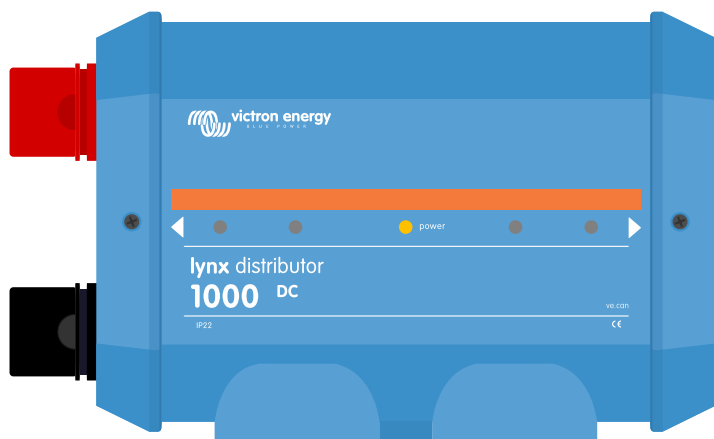 victron energy
BLUE POWER
power
lynx distributor
1000 DC
ve.can
IP22
CE